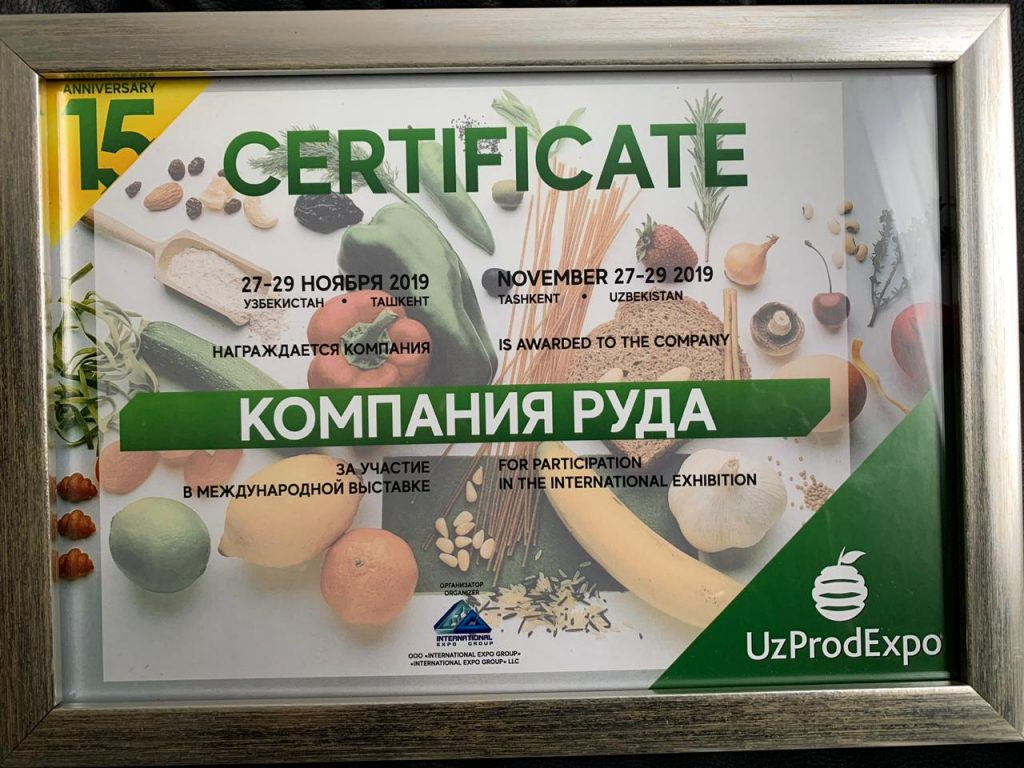 ANNIVERSARY
15
CERTIFICATE
27-29 НОЯБРЯ 2019
УЗБЕКИСТАН • ТАШКЕНТ
NOVEMBER 27-29 2019
TASHKENT • UZBEKISTAN
НАГРАЖДАЕТСЯ КОМПАНИЯ
IS AWARDED TO THE COMPANY
КОМПАНИЯ РУДА
ЗА УЧАСТИЕ
В МЕЖДУНАРОДНОЙ ВЫСТАВКЕ
FOR PARTICIPATION
IN THE INTERNATIONAL EXHIBITION
ОРГАНИЗАТОР
ORGANIZER
INTERNATIONAL
EXPO GROUP
ООО «INTERNATIONAL EXPO GROUP»
«INTERNATIONAL EXPO GROUP» LLC
UzProdExpo